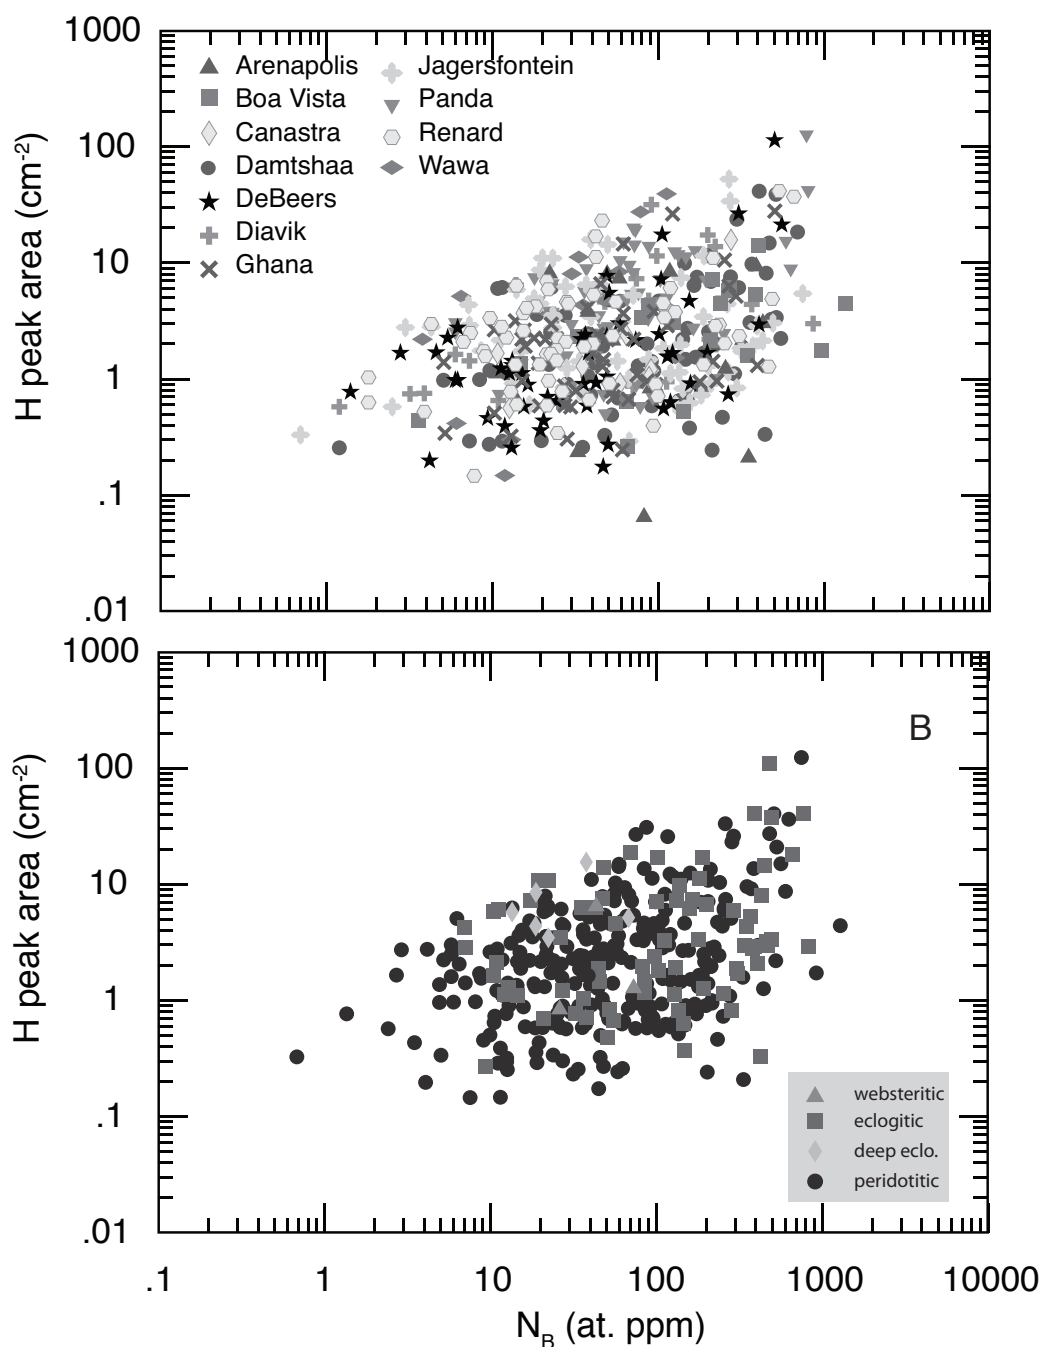 1000
100
10
1
.1
.01
H peak area (cm-2)
Arenapolis
Boa Vista
Canastra
Damtshaa
DeBeers
Diavik
Ghana
Jagersfontein
Panda
Renard
Wawa
1000
100
10
1
.1
.01
H peak area (cm-2)
B
websteritic
eclogitic
deep eclo.
peridotitic
.1 1 10 100 1000 10000
NB (at. ppm)